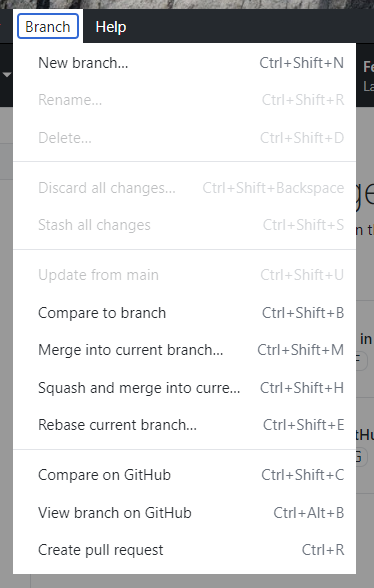 Branch Help
New branch... Ctrl+Shift+N
Rename... Ctrl+Shift+R
Delete... Ctrl+Shift+D
Discard all changes... Ctrl+Shift+Backspace
Stash all changes Ctrl+Shift+S
Update from main Ctrl+Shift+U
Compare to branch Ctrl+Shift+B
Merge into current branch... Ctrl+Shift+M
Squash and merge into curre... Ctrl+Shift+H
Rebase current branch... Ctrl+Shift+E
Compare on GitHub Ctrl+Shift+C
View branch on GitHub Ctrl+Alt+B
Create pull request Ctrl+R